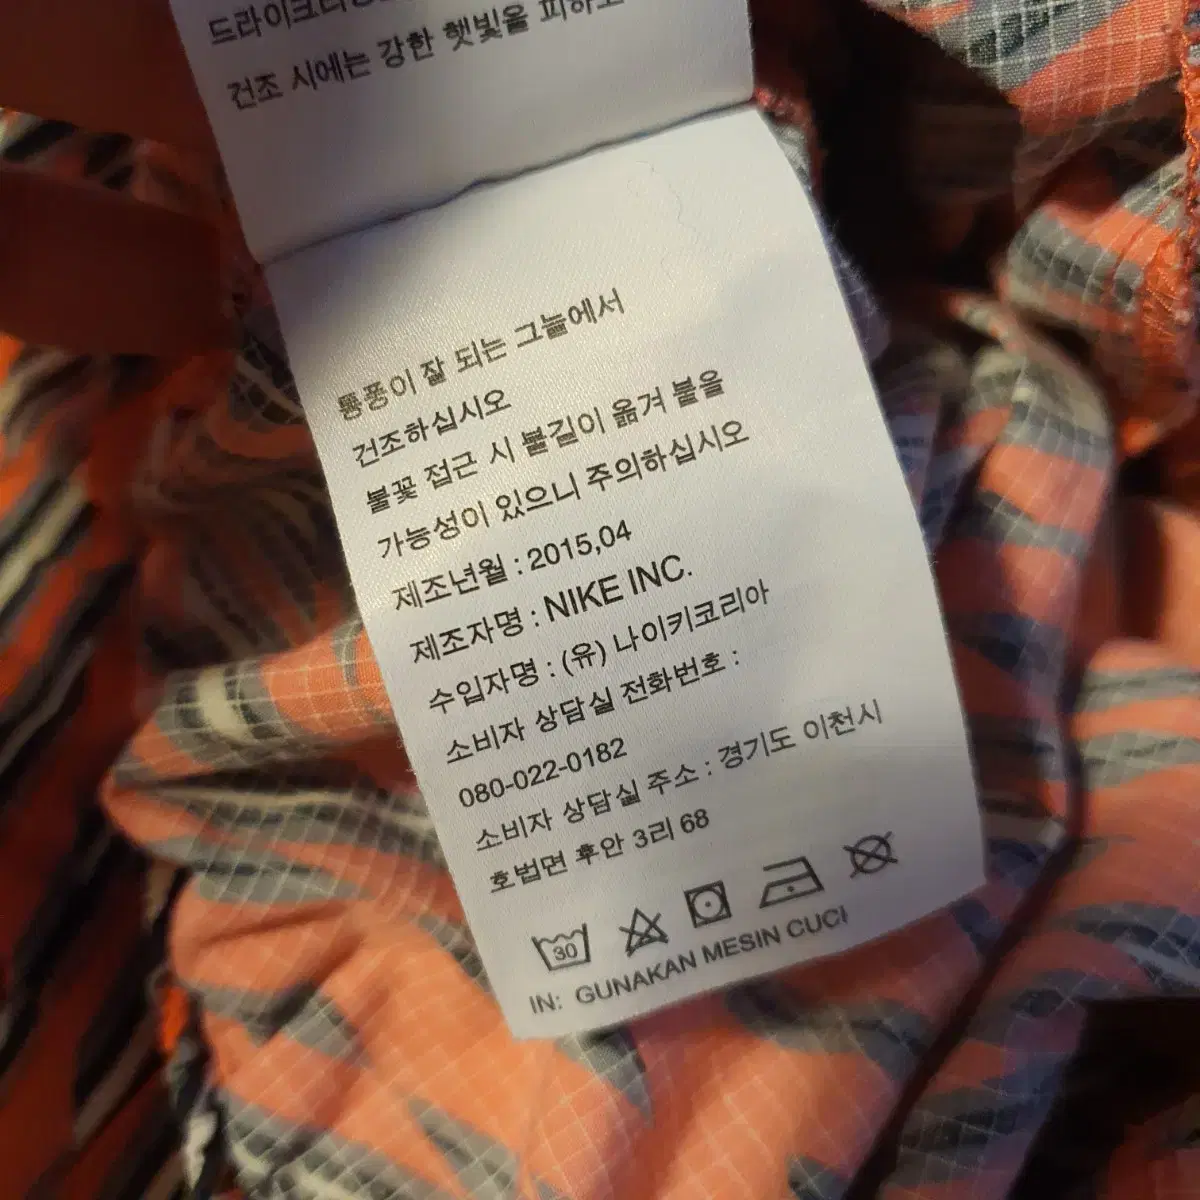 건조 시에는 강한 햇빛을 피하고
통풍이 잘 되는 그늘에서
건조하십시오
불꽃 접근 시 불길이 옮겨 붙을
가능성이 있으니 주의하십시오
제조년월 : 2015,04
제조자명 : NIKE INC.
수입자명 : (유) 나이키코리아
소비자 상담실 전화번호 :
080-022-0182
소비자 상담실 주소 : 경기도 이천시
호법면 후안 3리 68
30
IN: GUNAKAN MESIN CUCI